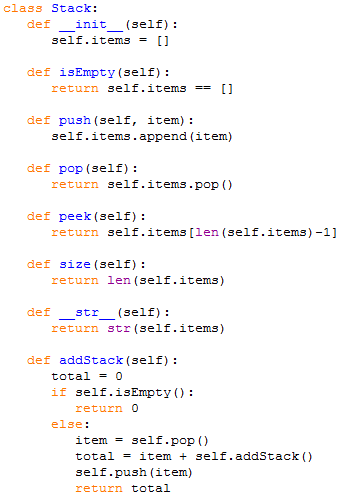 class Stack:
   def __init__(self):
      self.items = []

   def isEmpty(self):
      return self.items == []

   def push(self, item):
      self.items.append(item)

   def pop(self):
      return self.items.pop()

   def peek(self):
      return self.items[len(self.items)-1]

   def size(self):
      return len(self.items)

   def __str__(self):
      return str(self.items)

   def addStack(self):
      total = 0
      if self.isEmpty():
         return 0
      else:
         item = self.pop()
         total = item + self.addStack()
         self.push(item)
         return total